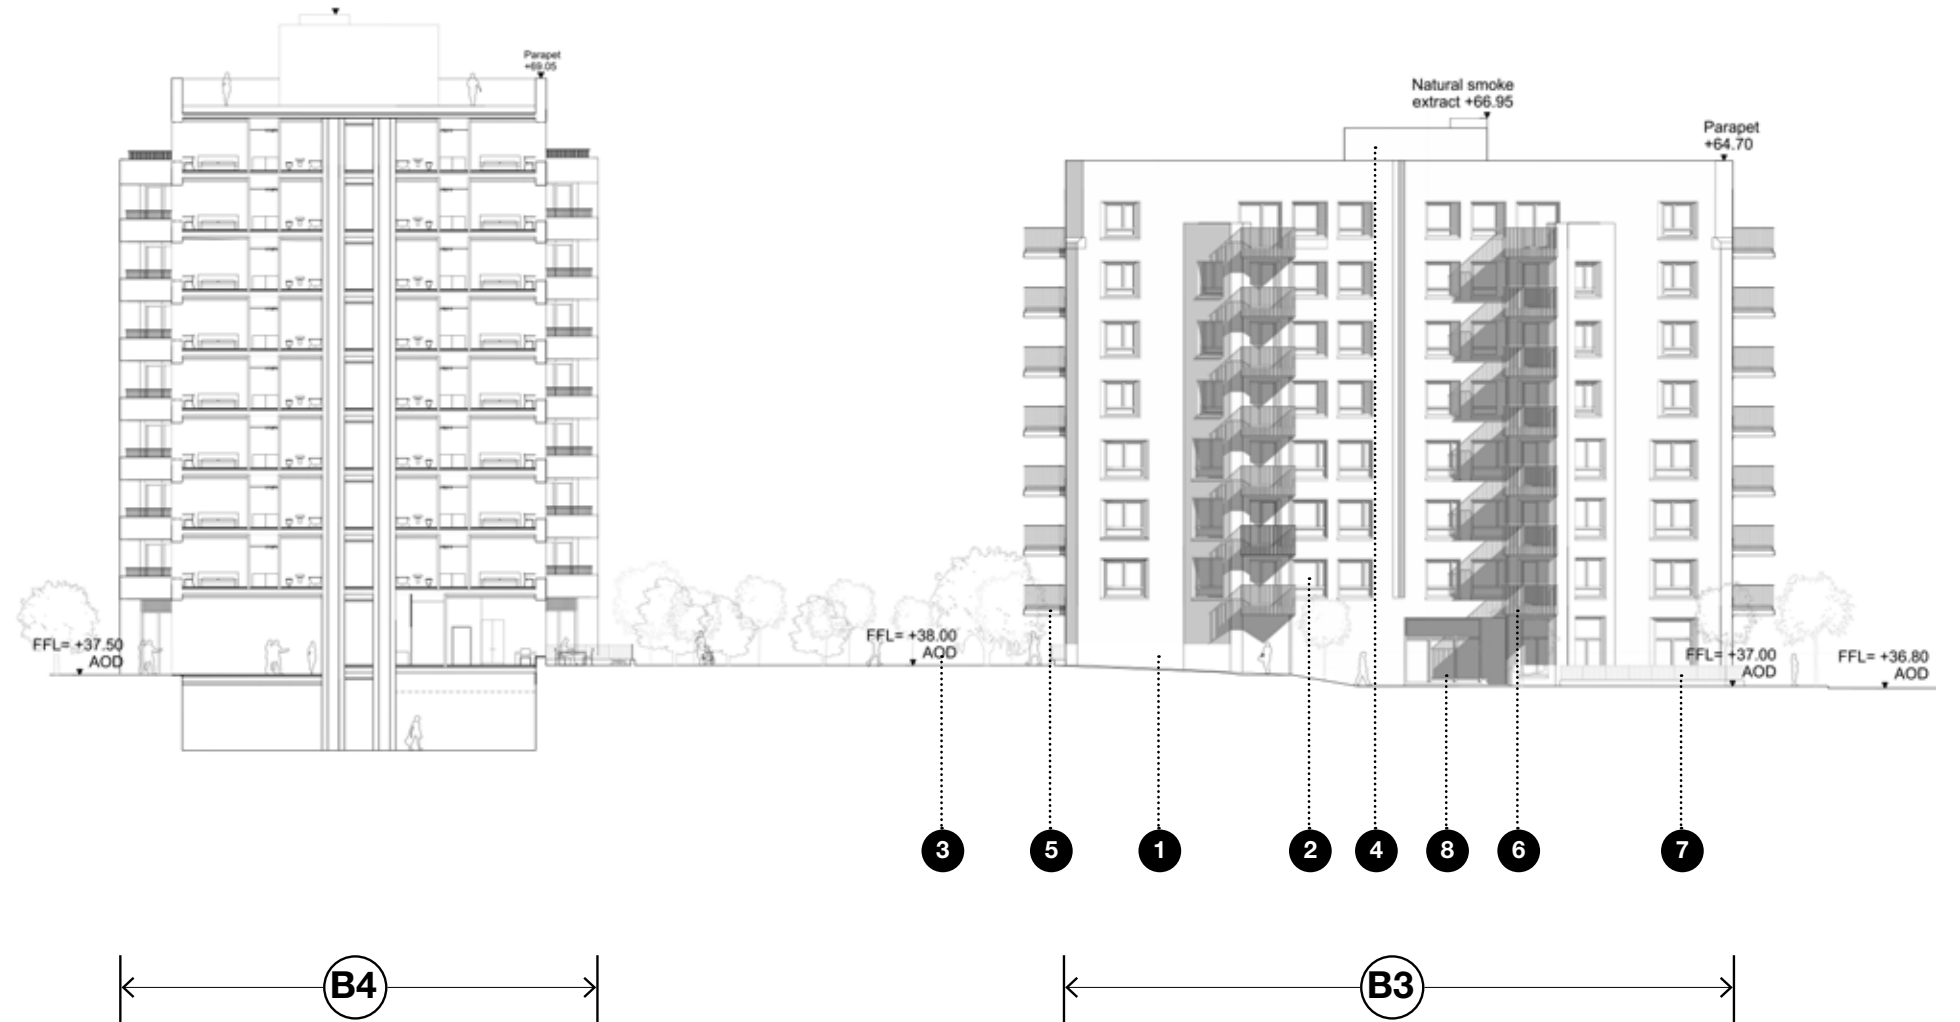 Parapet
+69.05
Natural smoke
extract +66.95
Parapet
+64.70
FFL= +37.50
AOD
FFL= +38.00
AOD
FFL= +37.00
AOD
FFL= +36.80
AOD
3 5 1 2 4 8 6 7
B4 B3